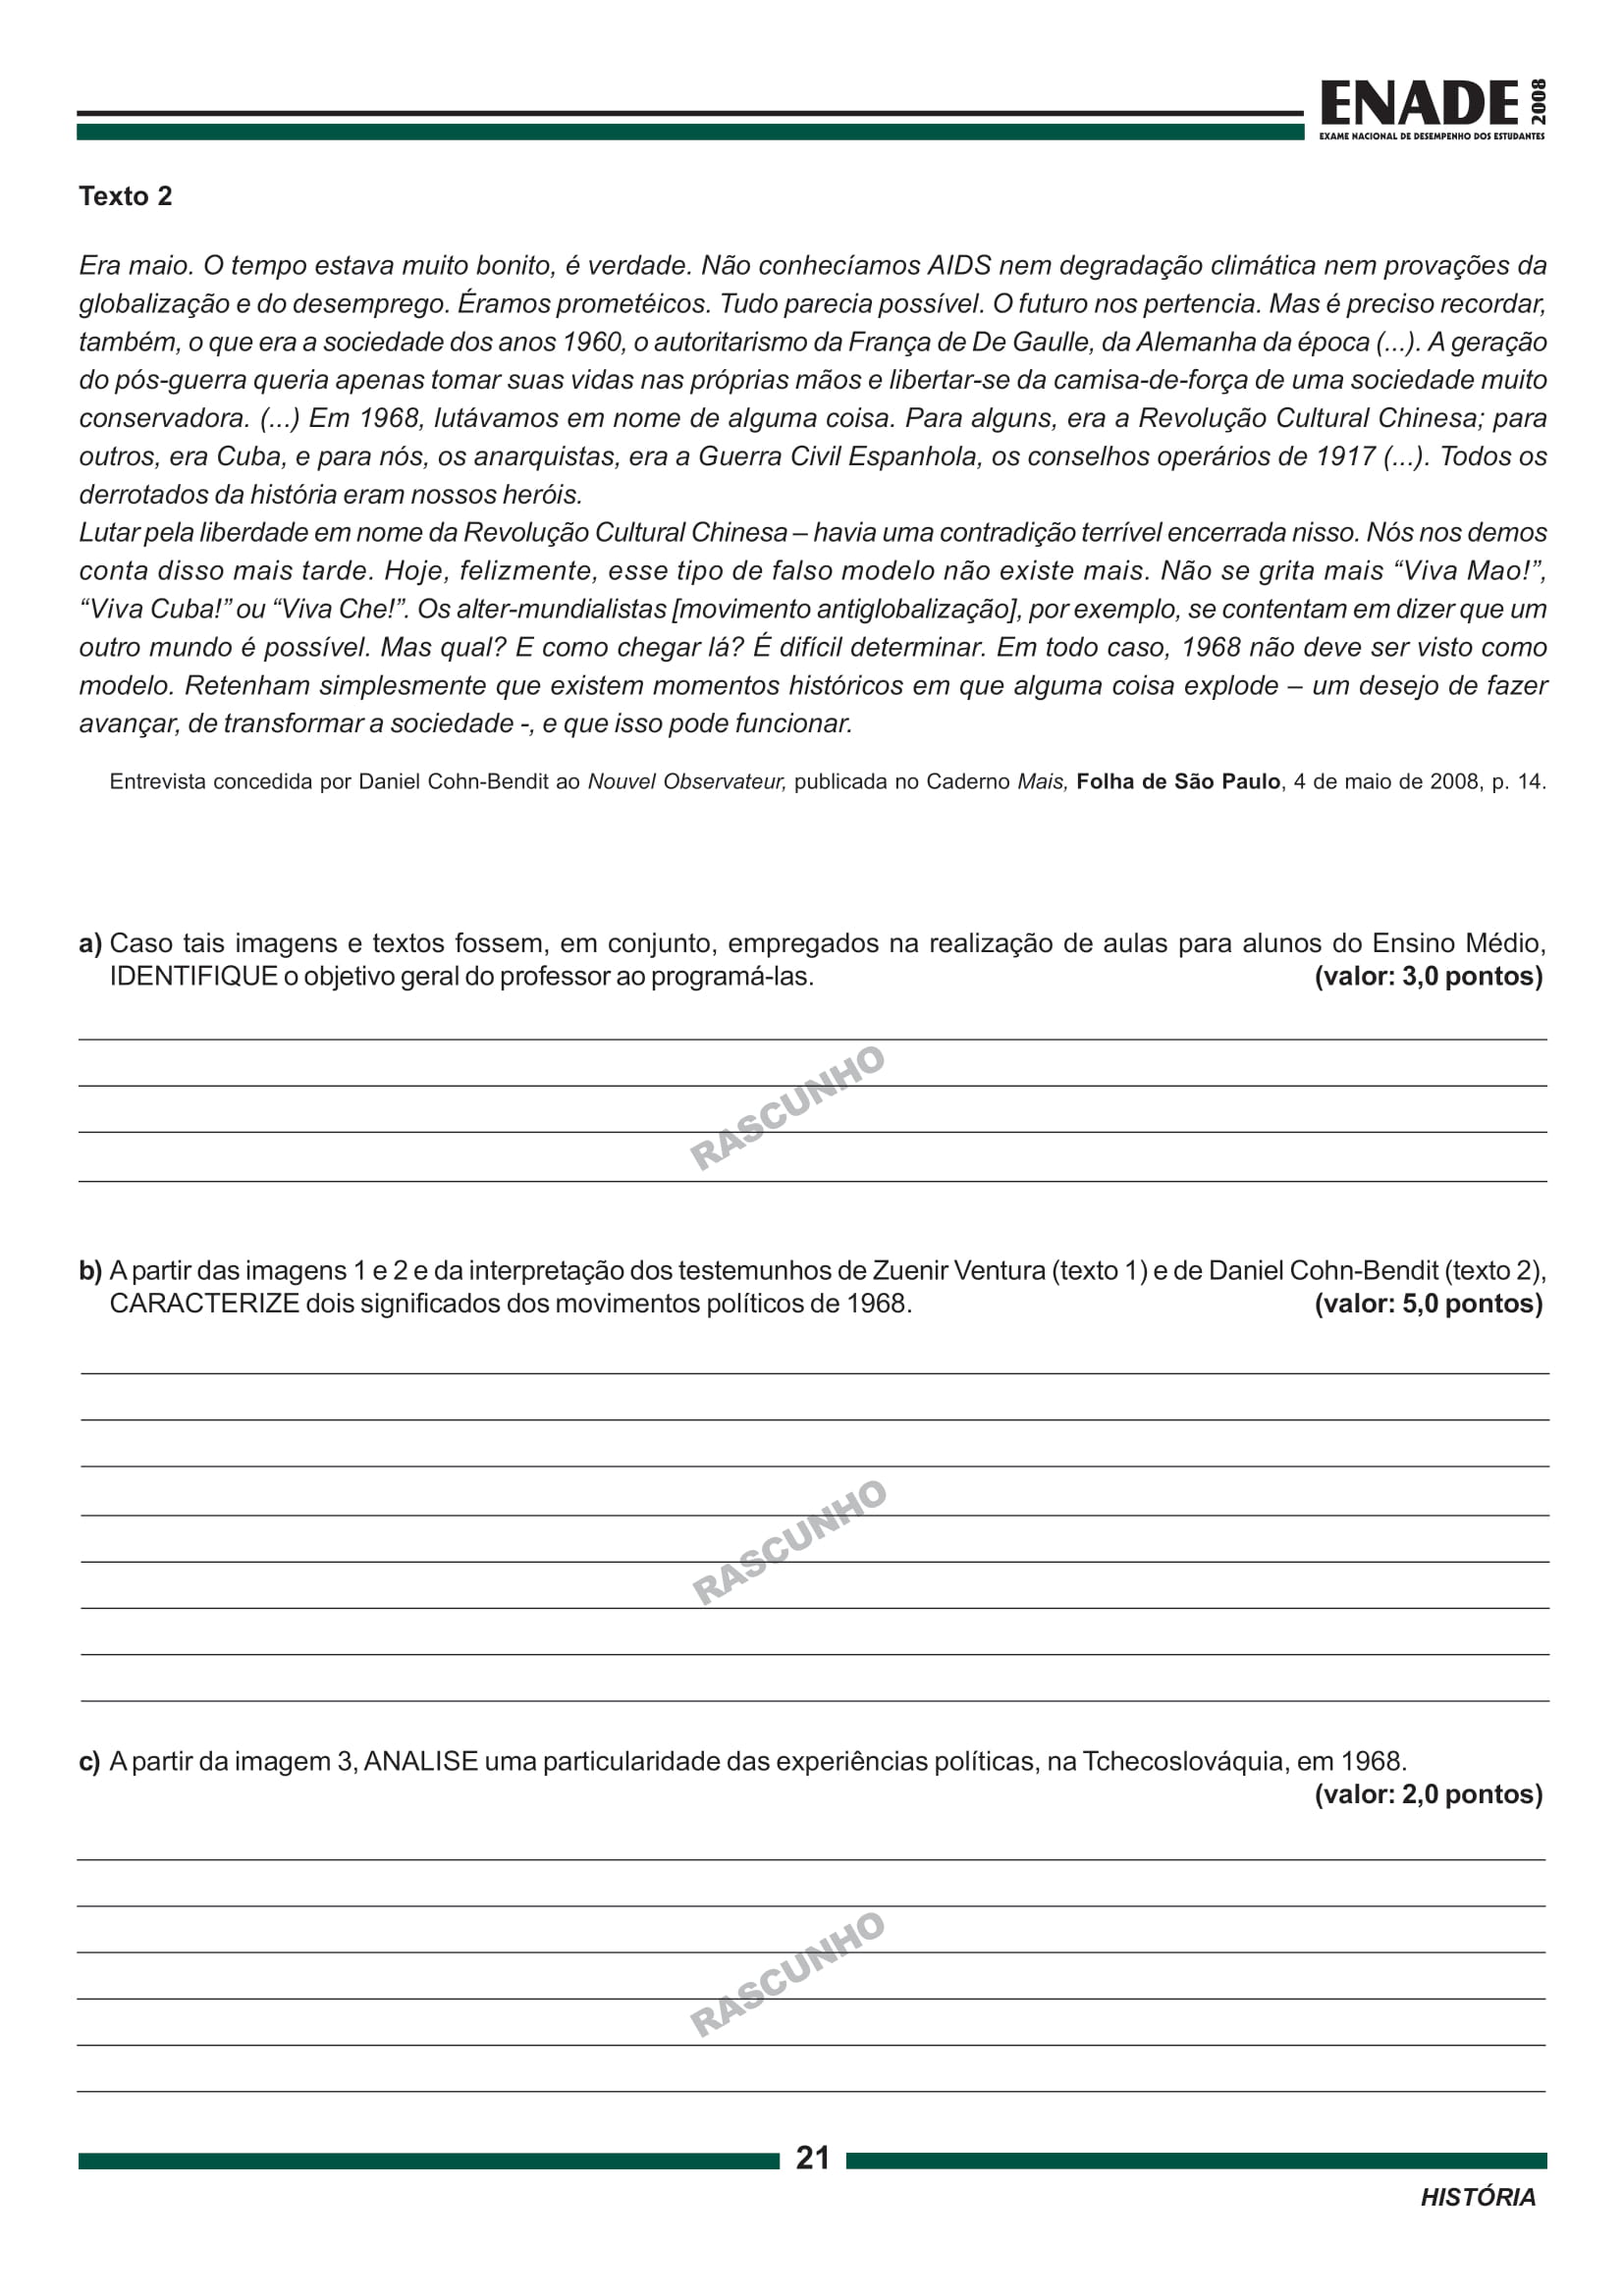 ENADE 2008
EXAME NACIONAL DE DESEMPENHO DOS ESTUDANTES
Texto 2
Era maio. O tempo estava muito bonito, é verdade. Não conhecíamos AIDS nem degradação climática nem provações da
globalização e do desemprego. Éramos prometéicos. Tudo parecia possível. O futuro nos pertencia. Mas é preciso recordar,
também, o que era a sociedade dos anos 1960, o autoritarismo da França de De Gaulle, da Alemanha da época (...). A geração
do pós-guerra queria apenas tomar suas vidas nas próprias mãos e libertar-se da camisa-de-força de uma sociedade muito
conservadora. (...) Em 1968, lutávamos em nome de alguma coisa. Para alguns, era a Revolução Cultural Chinesa; para
outros, era Cuba, e para nós, os anarquistas, era a Guerra Civil Espanhola, os conselhos operários de 1917 (...). Todos os
derrotados da história eram nossos heróis.
Lutar pela liberdade em nome da Revolução Cultural Chinesa – havia uma contradição terrível encerrada nisso. Nós nos demos
conta disso mais tarde. Hoje, felizmente, esse tipo de falso modelo não existe mais. Não se grita mais “Viva Mao!”,
“Viva Cuba!” ou “Viva Che!”. Os alter-mundialistas [movimento antiglobalização], por exemplo, se contentam em dizer que um
outro mundo é possível. Mas qual? E como chegar lá? É difícil determinar. Em todo caso, 1968 não deve ser visto como
modelo. Retenham simplesmente que existem momentos históricos em que alguma coisa explode – um desejo de fazer
avançar, de transformar a sociedade -, e que isso pode funcionar.
Entrevista concedida por Daniel Cohn-Bendit ao Nouvel Observateur, publicada no Caderno Mais, Folha de São Paulo, 4 de maio de 2008, p. 14.
a) Caso tais imagens e textos fossem, em conjunto, empregados na realização de aulas para alunos do Ensino Médio,
IDENTIFIQUE o objetivo geral do professor ao programá-las. (valor: 3,0 pontos)
RASCUNHO
b) A partir das imagens 1 e 2 e da interpretação dos testemunhos de Zuenir Ventura (texto 1) e de Daniel Cohn-Bendit (texto 2),
CARACTERIZE dois significados dos movimentos políticos de 1968. (valor: 5,0 pontos)
RASCUNHO
c) A partir da imagem 3, ANALISE uma particularidade das experiências políticas, na Tchecoslováquia, em 1968.
(valor: 2,0 pontos)
RASCUNHO
21
HISTÓRIA